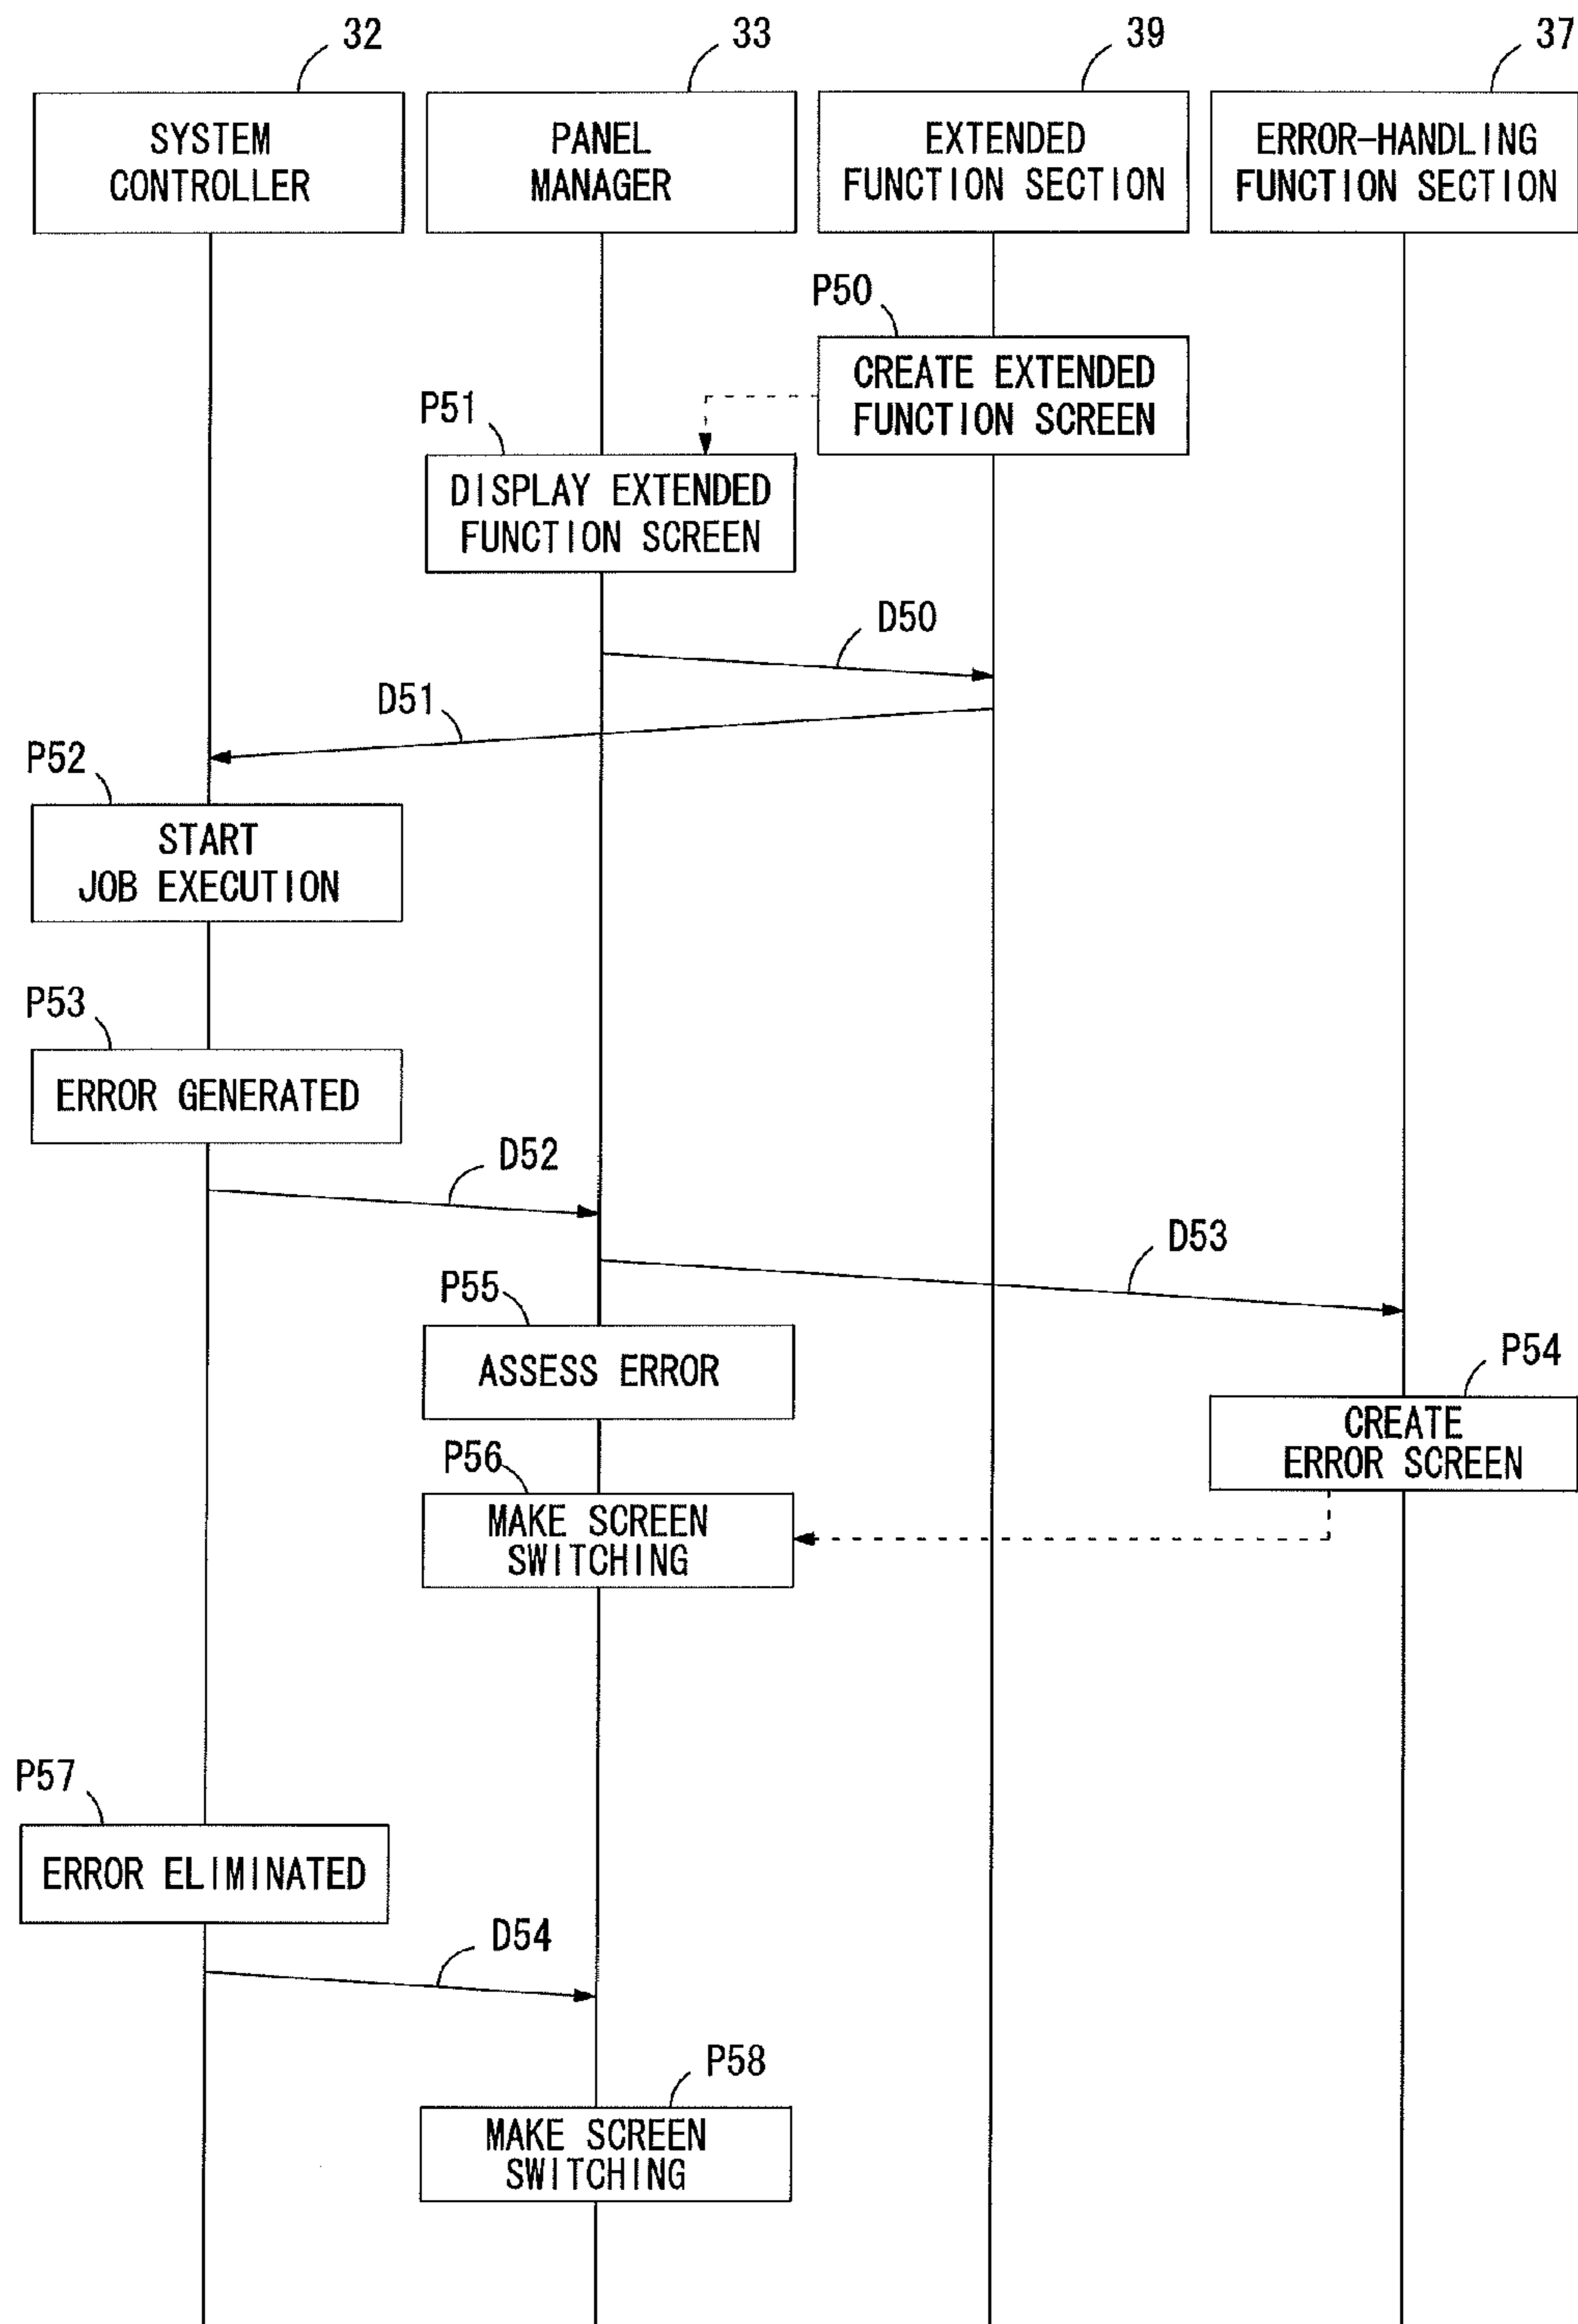 32
33
39
37
SYSTEM
CONTROLLER
PANEL
MANAGER
EXTENDED
FUNCTION SECTION
ERROR-HANDLING
FUNCTION SECTION
P50
CREATE EXTENDED
FUNCTION SCREEN
P51
DISPLAY EXTENDED
FUNCTION SCREEN
D50
D51
P52
START
JOB EXECUTION
P53
ERROR GENERATED
D52
D53
P55
ASSESS ERROR
P54
CREATE
ERROR SCREEN
P56
MAKE SCREEN
SWITCHING
P57
ERROR ELIMINATED
D54
P58
MAKE SCREEN
SWITCHING